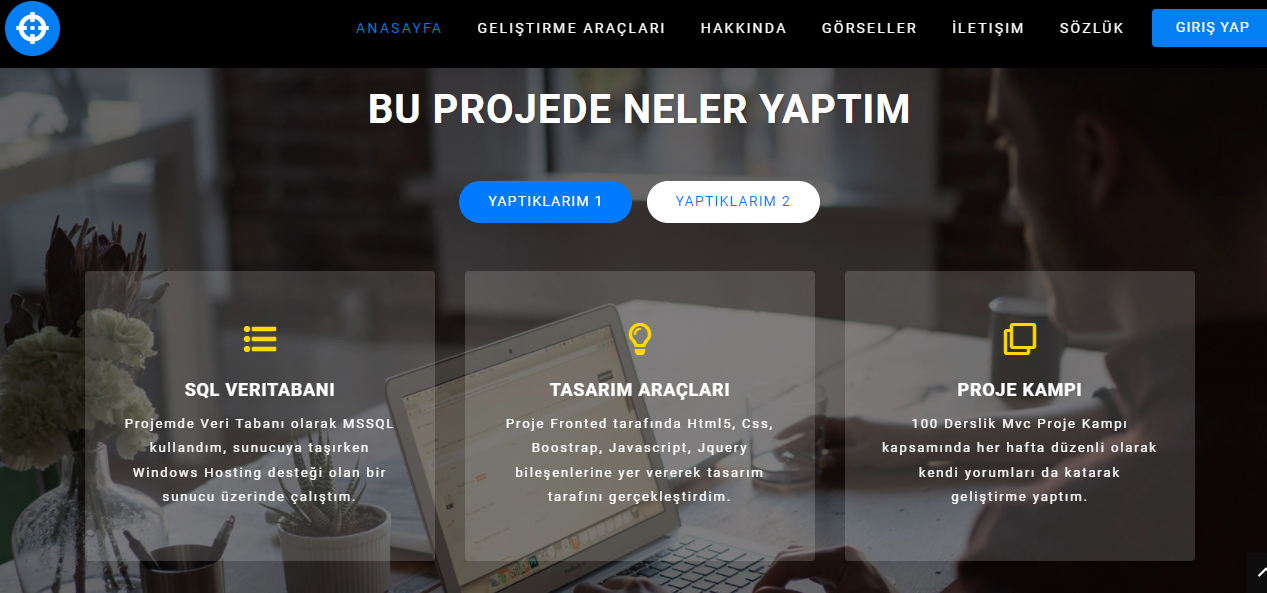 ANASAYFA GELIŞTIRME ARAÇLARI HAKKINDA GÖRSELLER İLETIŞIM SÖZLÜK GIRIŞ YAP
BU PROJEDE NELER YAPTIM
YAPTIKLARIM 1 YAPTIKLARIM 2
SQL VERITABANI
Projemde Veri Tabanı olarak MSSQL
kullandım, sunucuya taşırken
Windows Hosting desteği olan bir
sunucu üzerinde çalıştım.
TASARIM ARAÇLARI
Proje Fronted tarafında Html5, Css,
Boostrap, Javascript, Jquery
bileşenlerine yer vererek tasarım
tarafını gerçekleştirdim.
PROJE KAMPI
100 Derslik Mvc Proje Kampı
kapsamında her hafta düzenli olarak
kendi yorumları da katarak
geliştirme yaptım.